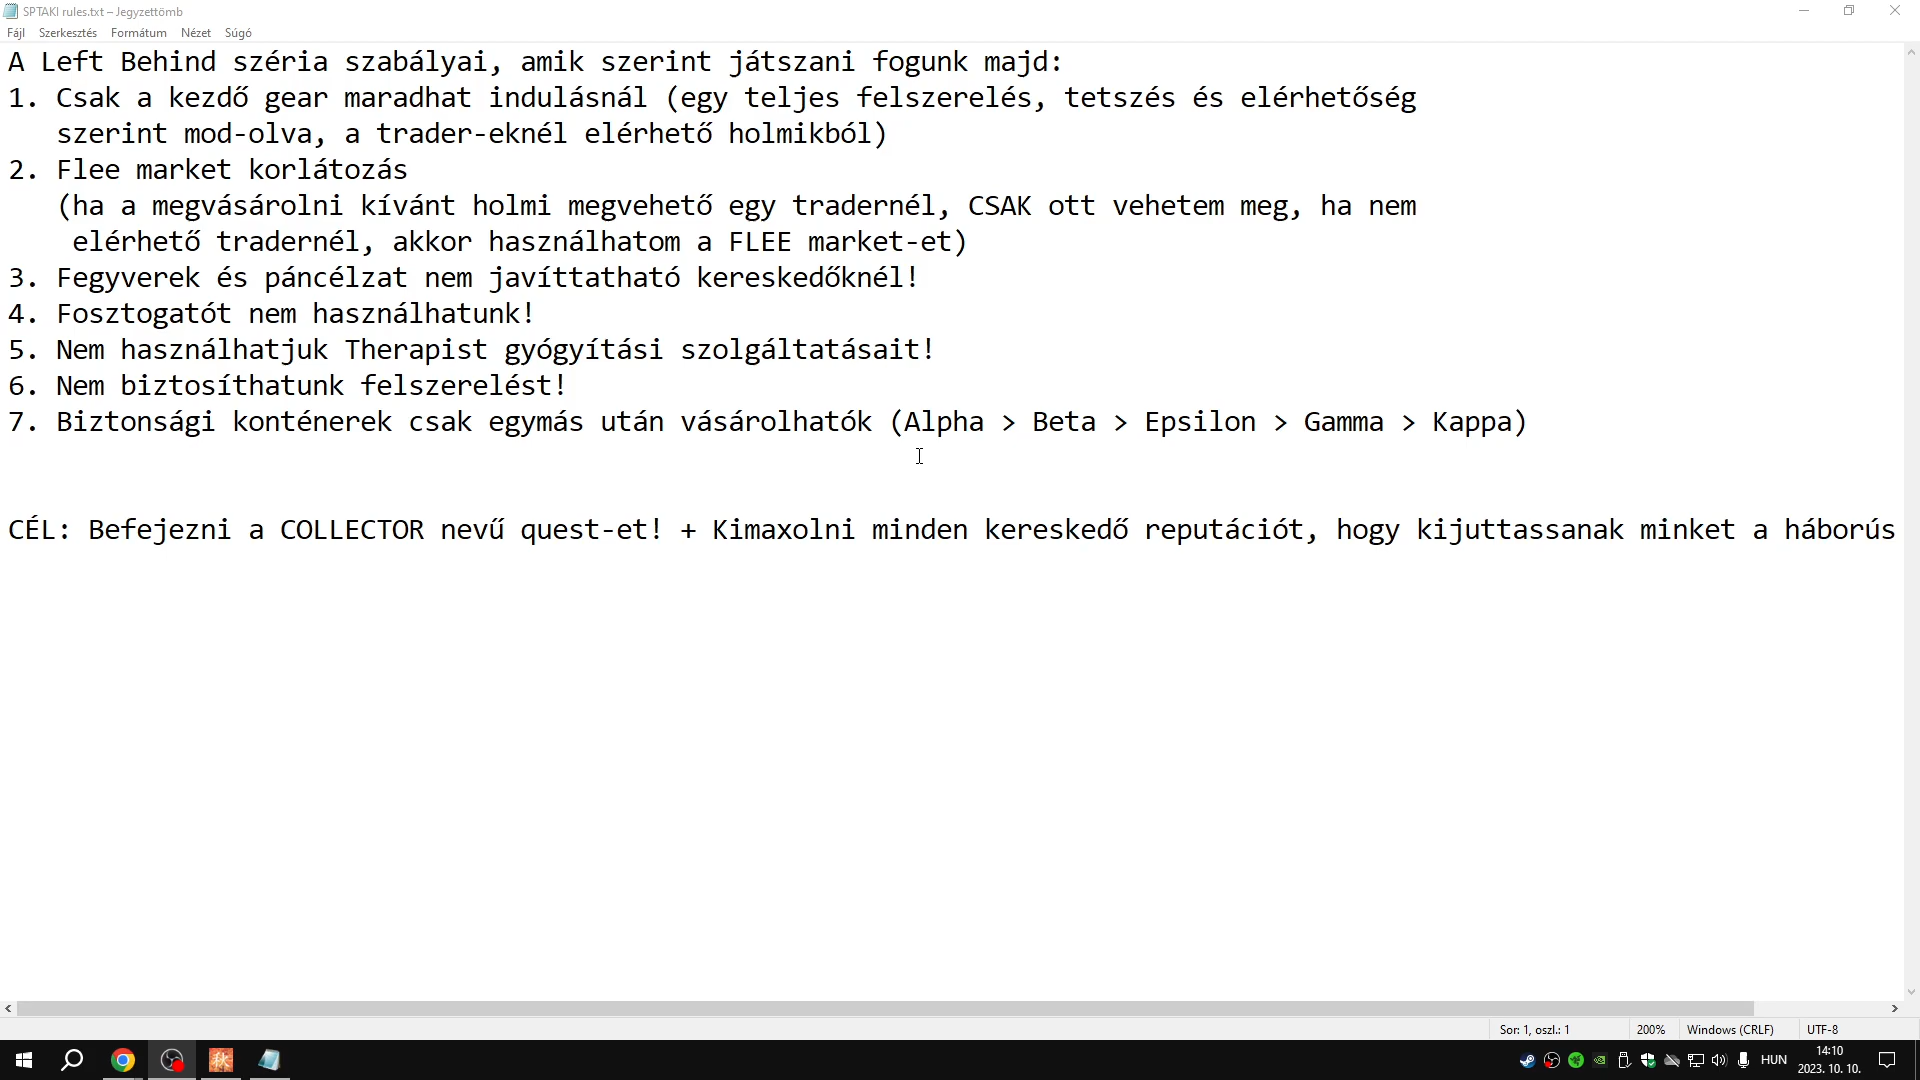 SPTAKI rules.txt – Jegyzettömb
Fájl Szerkesztés Formátum Nézet Súgó
A Left Behind széria szabályai, amik szerint játszani fogunk majd:
1. Csak a kezdő gear maradhat indulásnál (egy teljes felszerelés, tetszés és elérhetőség
szerint mod-olva, a trader-eknél elérhető holmikból)
2. Flee market korlátozás
(ha a megvásárolni kívánt holmi megvehető egy tradernél, CSAK ott vehetem meg, ha nem
elérhető tradernél, akkor használhatom a FLEE market-et)
3. Fegyverek és páncélzat nem javíttatható kereskedőknél!
4. Fosztogatót nem használhatunk!
5. Nem használhatjuk Therapist gyógyítási szolgáltatásait!
6. Nem biztosíthatunk felszerelést!
7. Biztonsági konténerek csak egymás után vásárolhatók (Alpha > Beta > Epsilon > Gamma > Kappa)
CÉL: Befejezni a COLLECTOR nevű quest-et! + Kimaxolni minden kereskedő reputációt, hogy kijuttassanak minket a háborús
Sor: 1, oszl.: 1 200% Windows (CRLF) UTF-8
秋
HUN
14:10
2023. 10. 10.